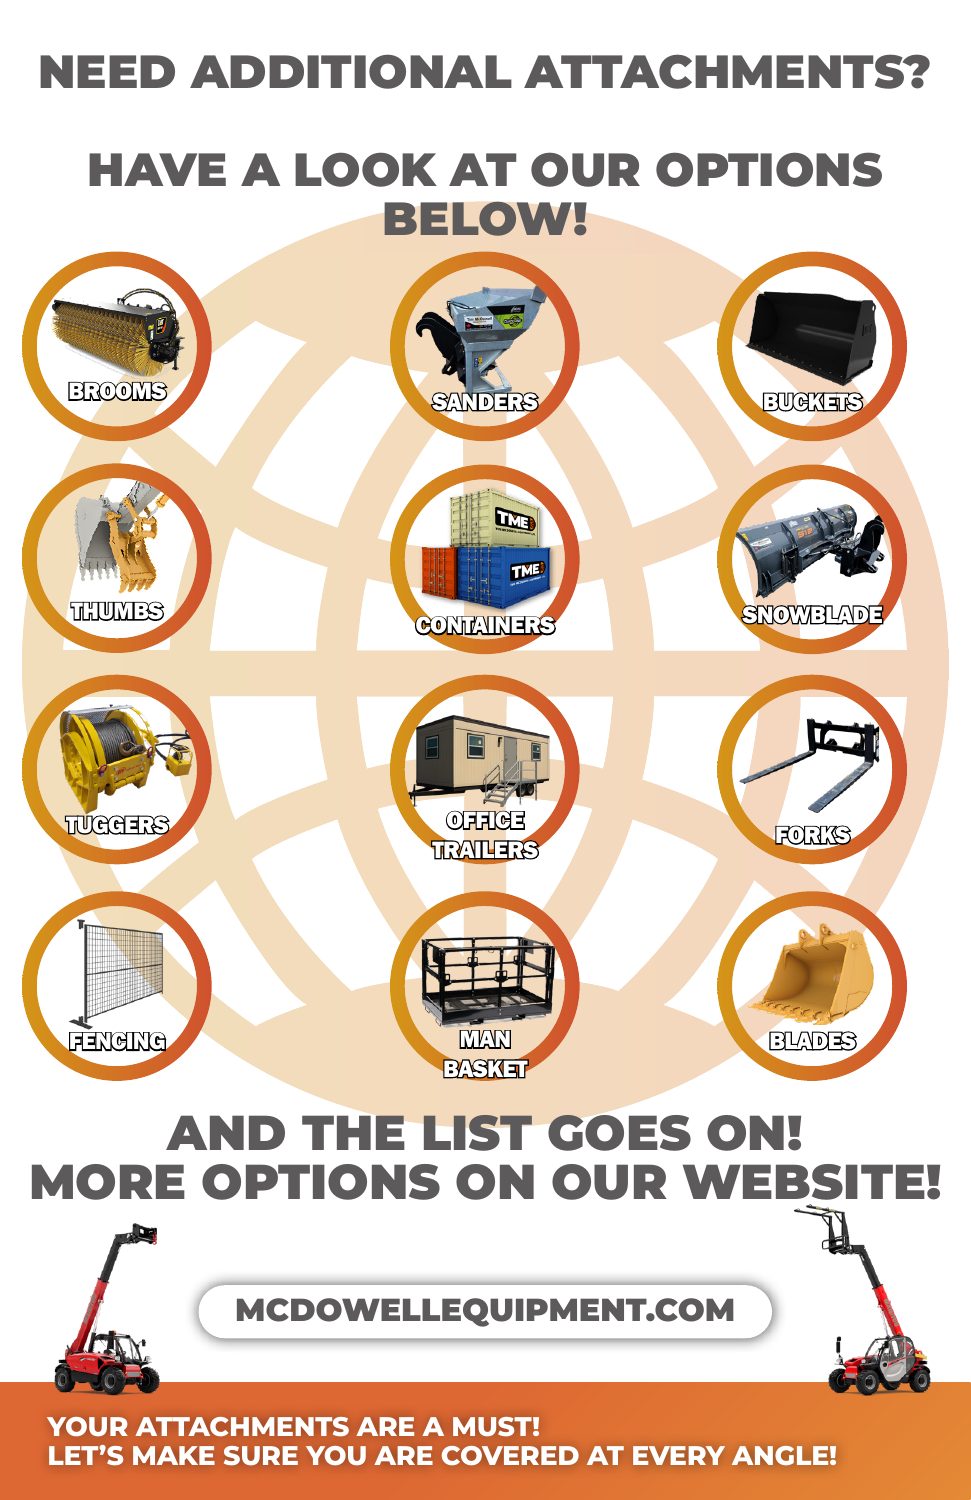 NEED ADDITIONAL ATTACHMENTS?
HAVE A LOOK AT OUR OPTIONS
BELOW!
BROOMS
SANDERS
BUCKETS
THUMBS
TME
TME
CONTAINERS
SNOWBLADE
TUGGERS
OFFICE
TRAILERS
FORKS
FENCING
MAN
BASKET
BLADES
AND THE LIST GOES ON!
MORE OPTIONS ON OUR WEBSITE!
MCDOWELLEQUIPMENT.COM
YOUR ATTACHMENTS ARE A MUST!
LET'S MAKE SURE YOU ARE COVERED AT EVERY ANGLE!